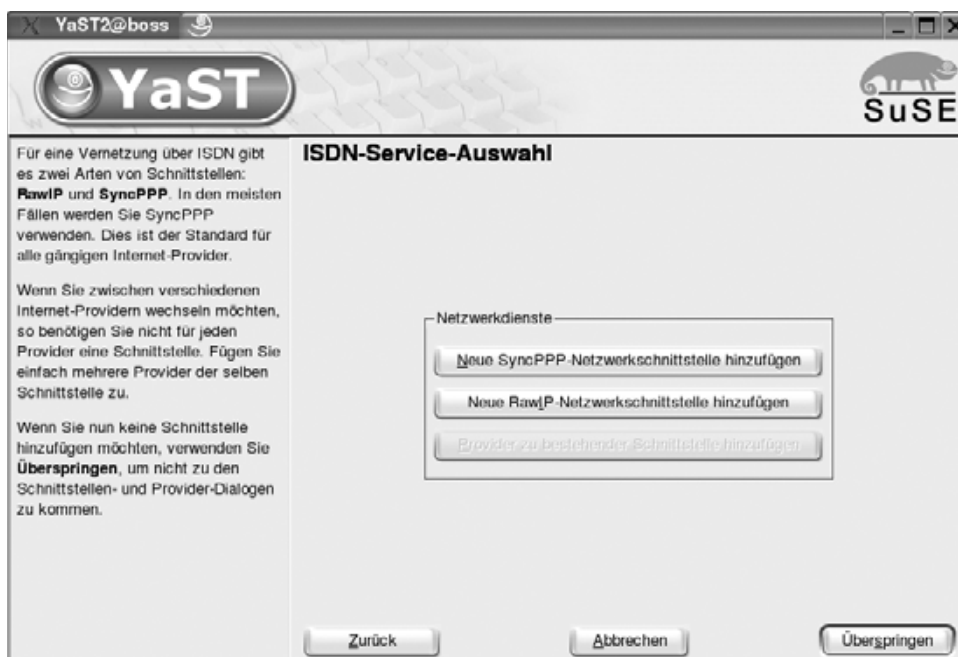 YaST2@boss
YaST
SuSE
Für eine Vernetzung über ISDN gibt
es zwei Arten von Schnittstellen:
RawIP und SyncPPP. In den meisten
Fällen werden Sie SyncPPP
verwenden. Dies ist der Standard für
alle gängigen Internet-Provider.
Wenn Sie zwischen verschiedenen
Internet-Providern wechseln möchten,
so benötigen Sie nicht für jeden
Provider eine Schnittstelle. Fügen Sie
einfach mehrere Provider der selben
Schnittstelle zu.
Wenn Sie nun keine Schnittstelle
hinzufügen möchten, verwenden Sie
Überspringen, um nicht zu den
Schnittstellen- und Provider-Dialogen
zu kommen.
ISDN-Service-Auswahl
Netzwerkdienste
Neue SyncPPP-Netzwerkschnittstelle hinzufügen
Neue RawIP-Netzwerkschnittstelle hinzufügen
Provider zu bestehender Schnittstelle hinzufügen
Zurück
Abbrechen
Überspringen